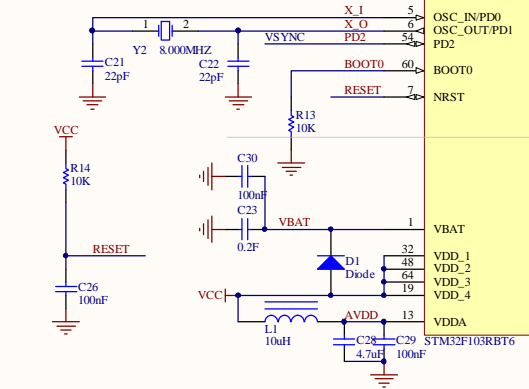 X_I 5 OSC_IN/PD0
1 2 X_O 6 OSC_OUT/PD1
VSYNC PD2 54 PD2
Y2 8.000MHZ
C21 22pF
C22 22pF
BOOT0 60 BOOT0
RESET 7 NRST
R13 10K
VCC
R14 10K
C30 100nF
C23 0.2F
VBAT 1 VBAT
RESET
D1 Diode
32 VDD_1
48 VDD_2
64 VDD_3
19 VDD_4
C26 100nF
VCC
AVDD 13 VDDA
L1 10uH
C28 4.7uF
C29 100nF
STM32F103RBT6